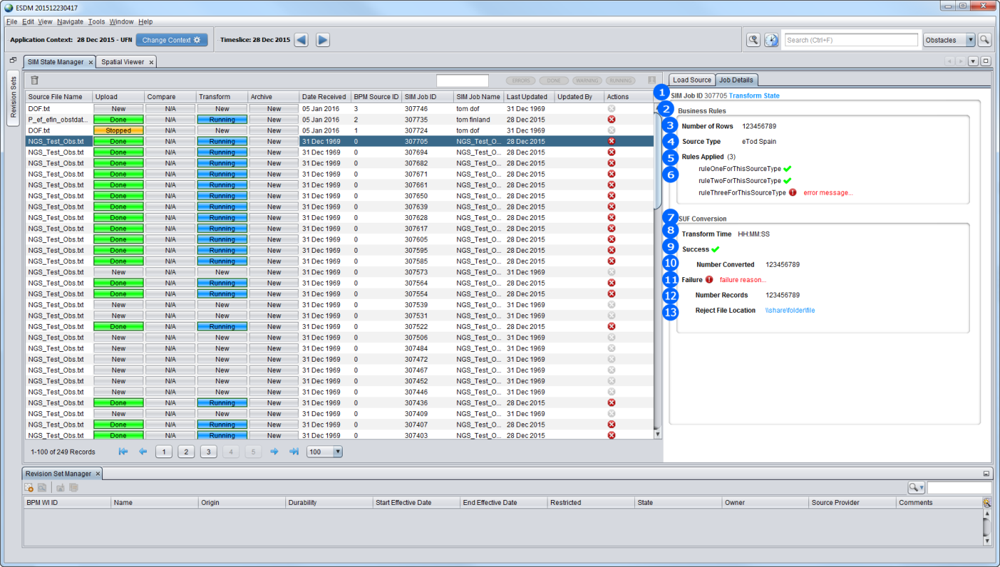 ESDM 201512230417
File Edit View Navigate Tools Window Help
Application Context: 28 Dec 2015 - UFN Change Context Timeslice: 28 Dec 2015 Search (Ctrl+F) Obstacles
SIM State Manager × Spatial Viewer ×
Revision Sets
ERRORS DONE WARNING RUNNING
Source File Name Upload Compare Transform Archive Date Received BPM Source ID SIM Job ID SIM Job Name Last Updated Updated By Actions
DOF.txt New N/A New New 05 Jan 2016 3 307746 tom dof 31 Dec 1969
P_ef_efin_obstdat... Done N/A Running New 05 Jan 2016 2 307735 tom finland 28 Dec 2015
DOF.txt Stopped N/A New New 05 Jan 2016 1 307724 tom dof 31 Dec 1969
NGS_Test_Obs.txt Done N/A Running New 31 Dec 1969 0 307705 NGS_Test_O... 28 Dec 2015
NGS_Test_Obs.txt Done N/A Running New 31 Dec 1969 0 307694 NGS_Test_O... 28 Dec 2015
NGS_Test_Obs.txt Done N/A Running New 31 Dec 1969 0 307682 NGS_Test_O... 28 Dec 2015
NGS_Test_Obs.txt Done N/A Running New 31 Dec 1969 0 307671 NGS_Test_O... 28 Dec 2015
NGS_Test_Obs.txt Done N/A Running New 31 Dec 1969 0 307661 NGS_Test_O... 28 Dec 2015
NGS_Test_Obs.txt Done N/A Running New 31 Dec 1969 0 307650 NGS_Test_O... 28 Dec 2015
NGS_Test_Obs.txt Done N/A Running New 31 Dec 1969 0 307639 NGS_Test_O... 28 Dec 2015
NGS_Test_Obs.txt Done N/A Running New 31 Dec 1969 0 307628 NGS_Test_O... 28 Dec 2015
NGS_Test_Obs.txt Done N/A Running New 31 Dec 1969 0 307617 NGS_Test_O... 28 Dec 2015
NGS_Test_Obs.txt Done N/A Running New 31 Dec 1969 0 307605 NGS_Test_O... 28 Dec 2015
NGS_Test_Obs.txt Done N/A Running New 31 Dec 1969 0 307595 NGS_Test_O... 28 Dec 2015
NGS_Test_Obs.txt Done N/A Running New 31 Dec 1969 0 307585 NGS_Test_O... 28 Dec 2015
NGS_Test_Obs.txt New N/A New New 31 Dec 1969 0 307573 NGS_Test_O... 31 Dec 1969
NGS_Test_Obs.txt Done N/A Running New 31 Dec 1969 0 307564 NGS_Test_O... 28 Dec 2015
NGS_Test_Obs.txt Done N/A Running New 31 Dec 1969 0 307554 NGS_Test_O... 28 Dec 2015
NGS_Test_Obs.txt New N/A New New 31 Dec 1969 0 307539 NGS_Test_O... 31 Dec 1969
NGS_Test_Obs.txt New N/A New New 31 Dec 1969 0 307531 NGS_Test_O... 31 Dec 1969
NGS_Test_Obs.txt Done N/A Running New 31 Dec 1969 0 307522 NGS_Test_O... 28 Dec 2015
NGS_Test_Obs.txt New N/A New New 31 Dec 1969 0 307506 NGS_Test_O... 31 Dec 1969
NGS_Test_Obs.txt New N/A New New 31 Dec 1969 0 307484 NGS_Test_O... 31 Dec 1969
NGS_Test_Obs.txt New N/A New New 31 Dec 1969 0 307472 NGS_Test_O... 31 Dec 1969
NGS_Test_Obs.txt New N/A New New 31 Dec 1969 0 307467 NGS_Test_O... 31 Dec 1969
NGS_Test_Obs.txt New N/A New New 31 Dec 1969 0 307452 NGS_Test_O... 31 Dec 1969
NGS_Test_Obs.txt New N/A New New 31 Dec 1969 0 307446 NGS_Test_O... 31 Dec 1969
NGS_Test_Obs.txt Done N/A Running New 31 Dec 1969 0 307436 NGS_Test_O... 28 Dec 2015
NGS_Test_Obs.txt New N/A New New 31 Dec 1969 0 307409 NGS_Test_O... 31 Dec 1969
NGS_Test_Obs.txt Done N/A Running New 31 Dec 1969 0 307407 NGS_Test_O... 28 Dec 2015
NGS_Test_Obs.txt Done N/A Running New 31 Dec 1969 0 307403 NGS_Test_O... 28 Dec 2015
1-100 of 249 Records 1 2 3 4 5 100
Load Source Job Details
1 SIM Job ID 307705 Transform State
2 Business Rules
3 Number of Rows 123456789
4 Source Type eTod Spain
5 Rules Applied (3)
6 ruleOneForThisSourceType
ruleTwoForThisSourceType
ruleThreeForThisSourceType error message...
7 SUF Conversion
8 Transform Time HH:MM:SS
9 Success
10 Number Converted 123456789
11 Failure failure reason...
12 Number Records 123456789
13 Reject File Location \\share\folder\file
Revision Set Manager ×
BPM WI ID Name Origin Durability Start Effective Date End Effective Date Restricted State Owner Source Provider Comments